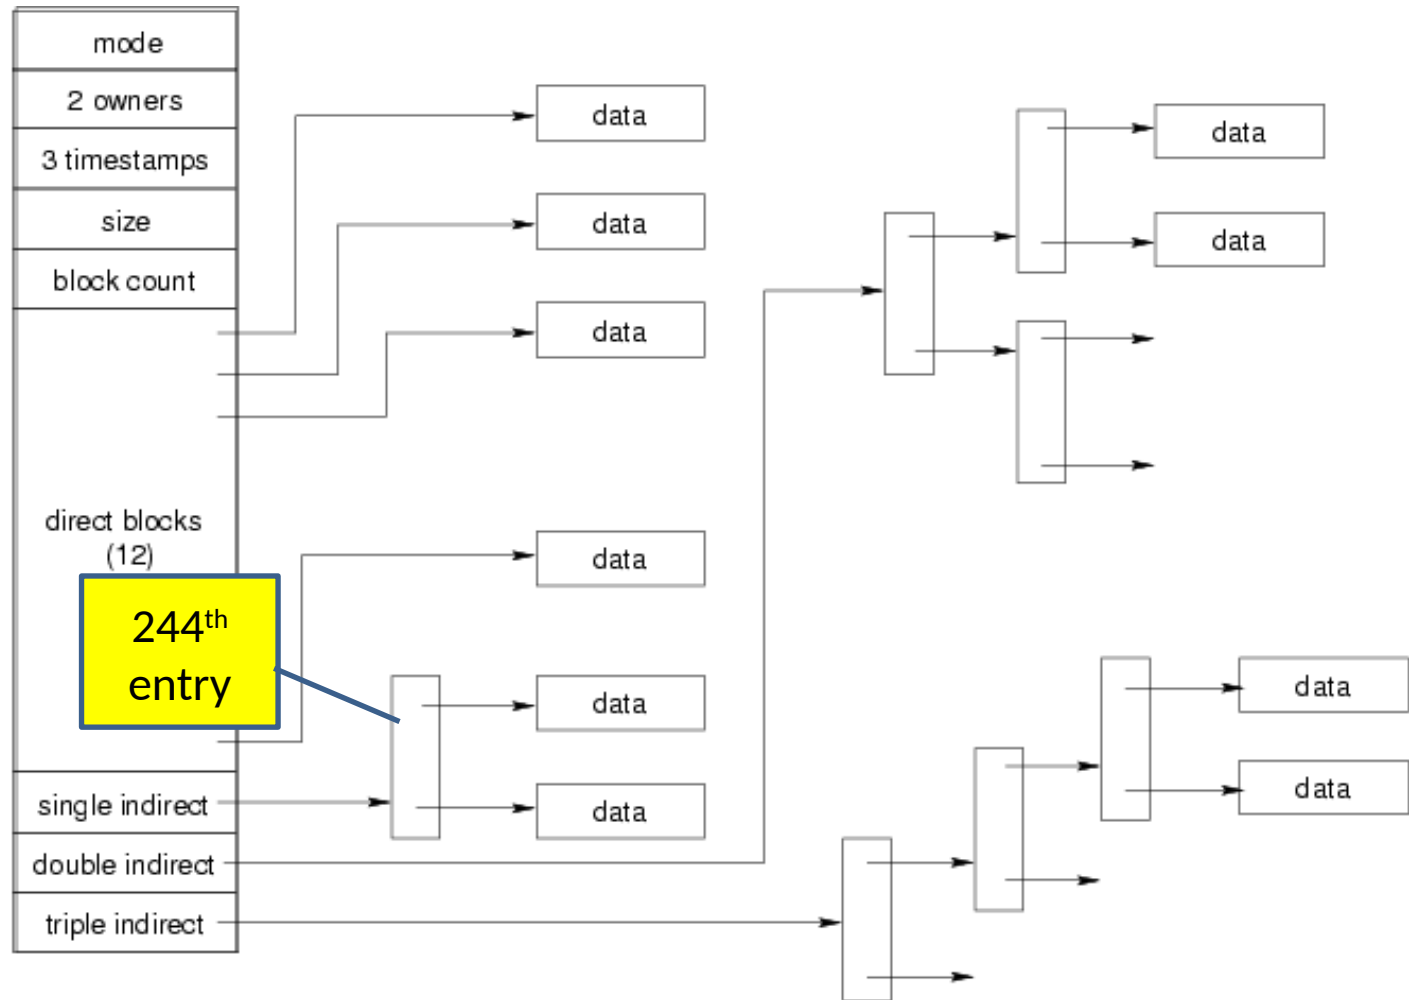 mode
2 owners
3 timestamps
size
block count
direct blocks
(12)
244th
entry
single indirect
double indirect
triple indirect
data
data
data
data
data
data
data
data
data
data